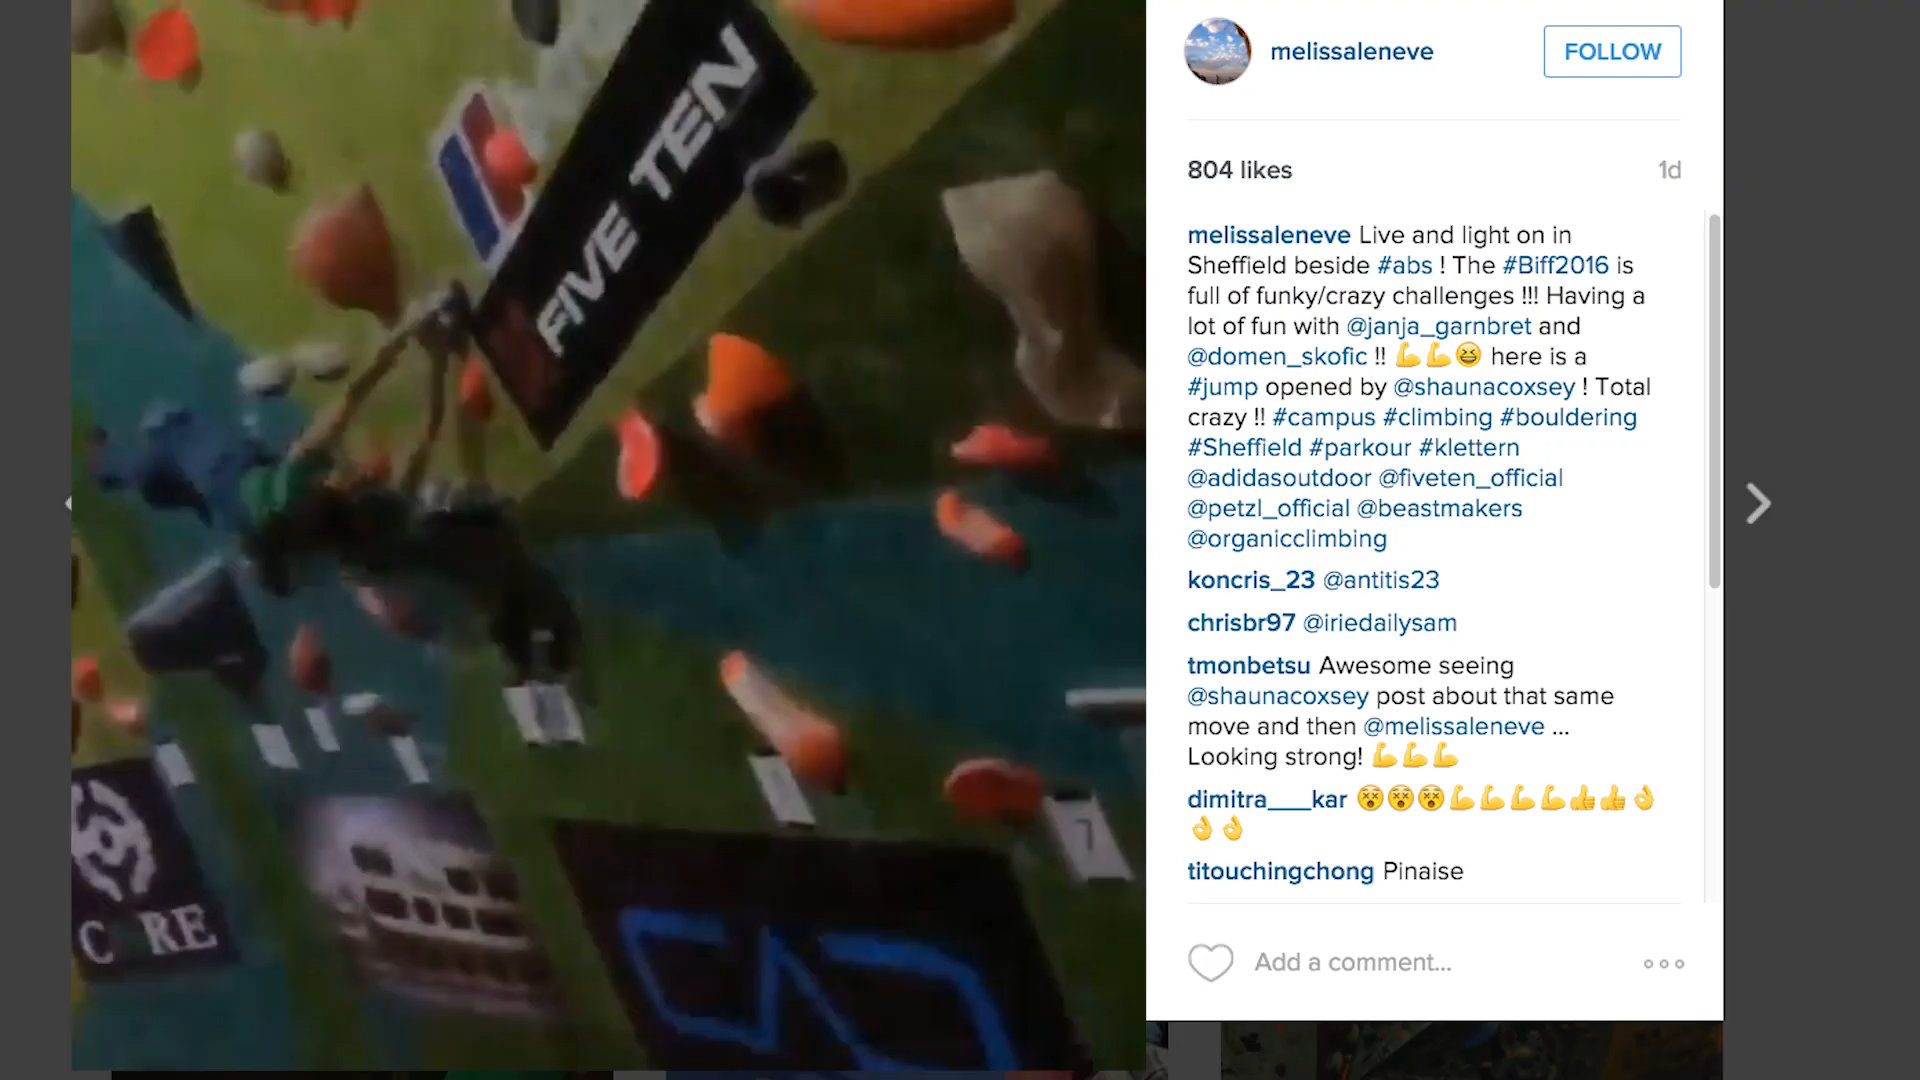 FIVE TEN
C RE
7
melissaleneve
FOLLOW
804 likes
1d
melissaleneve Live and light on in
Sheffield beside #abs ! The #Biff2016 is
full of funky/crazy challenges !!! Having a
lot of fun with @janja_garnbret and
@domen_skofic !! 💪💪😆 here is a
#jump opened by @shaunacoxsey ! Total
crazy !! #campus #climbing #bouldering
#Sheffield #parkour #klettern
@adidasoutdoor @fiveten_official
@petzl_official @beastmakers
@organicclimbing
koncris_23 @antitis23
chrisbr97 @iriedailysam
tmonbetsu Awesome seeing
@shaunacoxsey post about that same
move and then @melissaleneve ...
Looking strong! 💪💪💪
dimitra___kar 😵😵😵💪💪💪💪👍👍👌
👌👌
titouchingchong Pinaise
Add a comment...